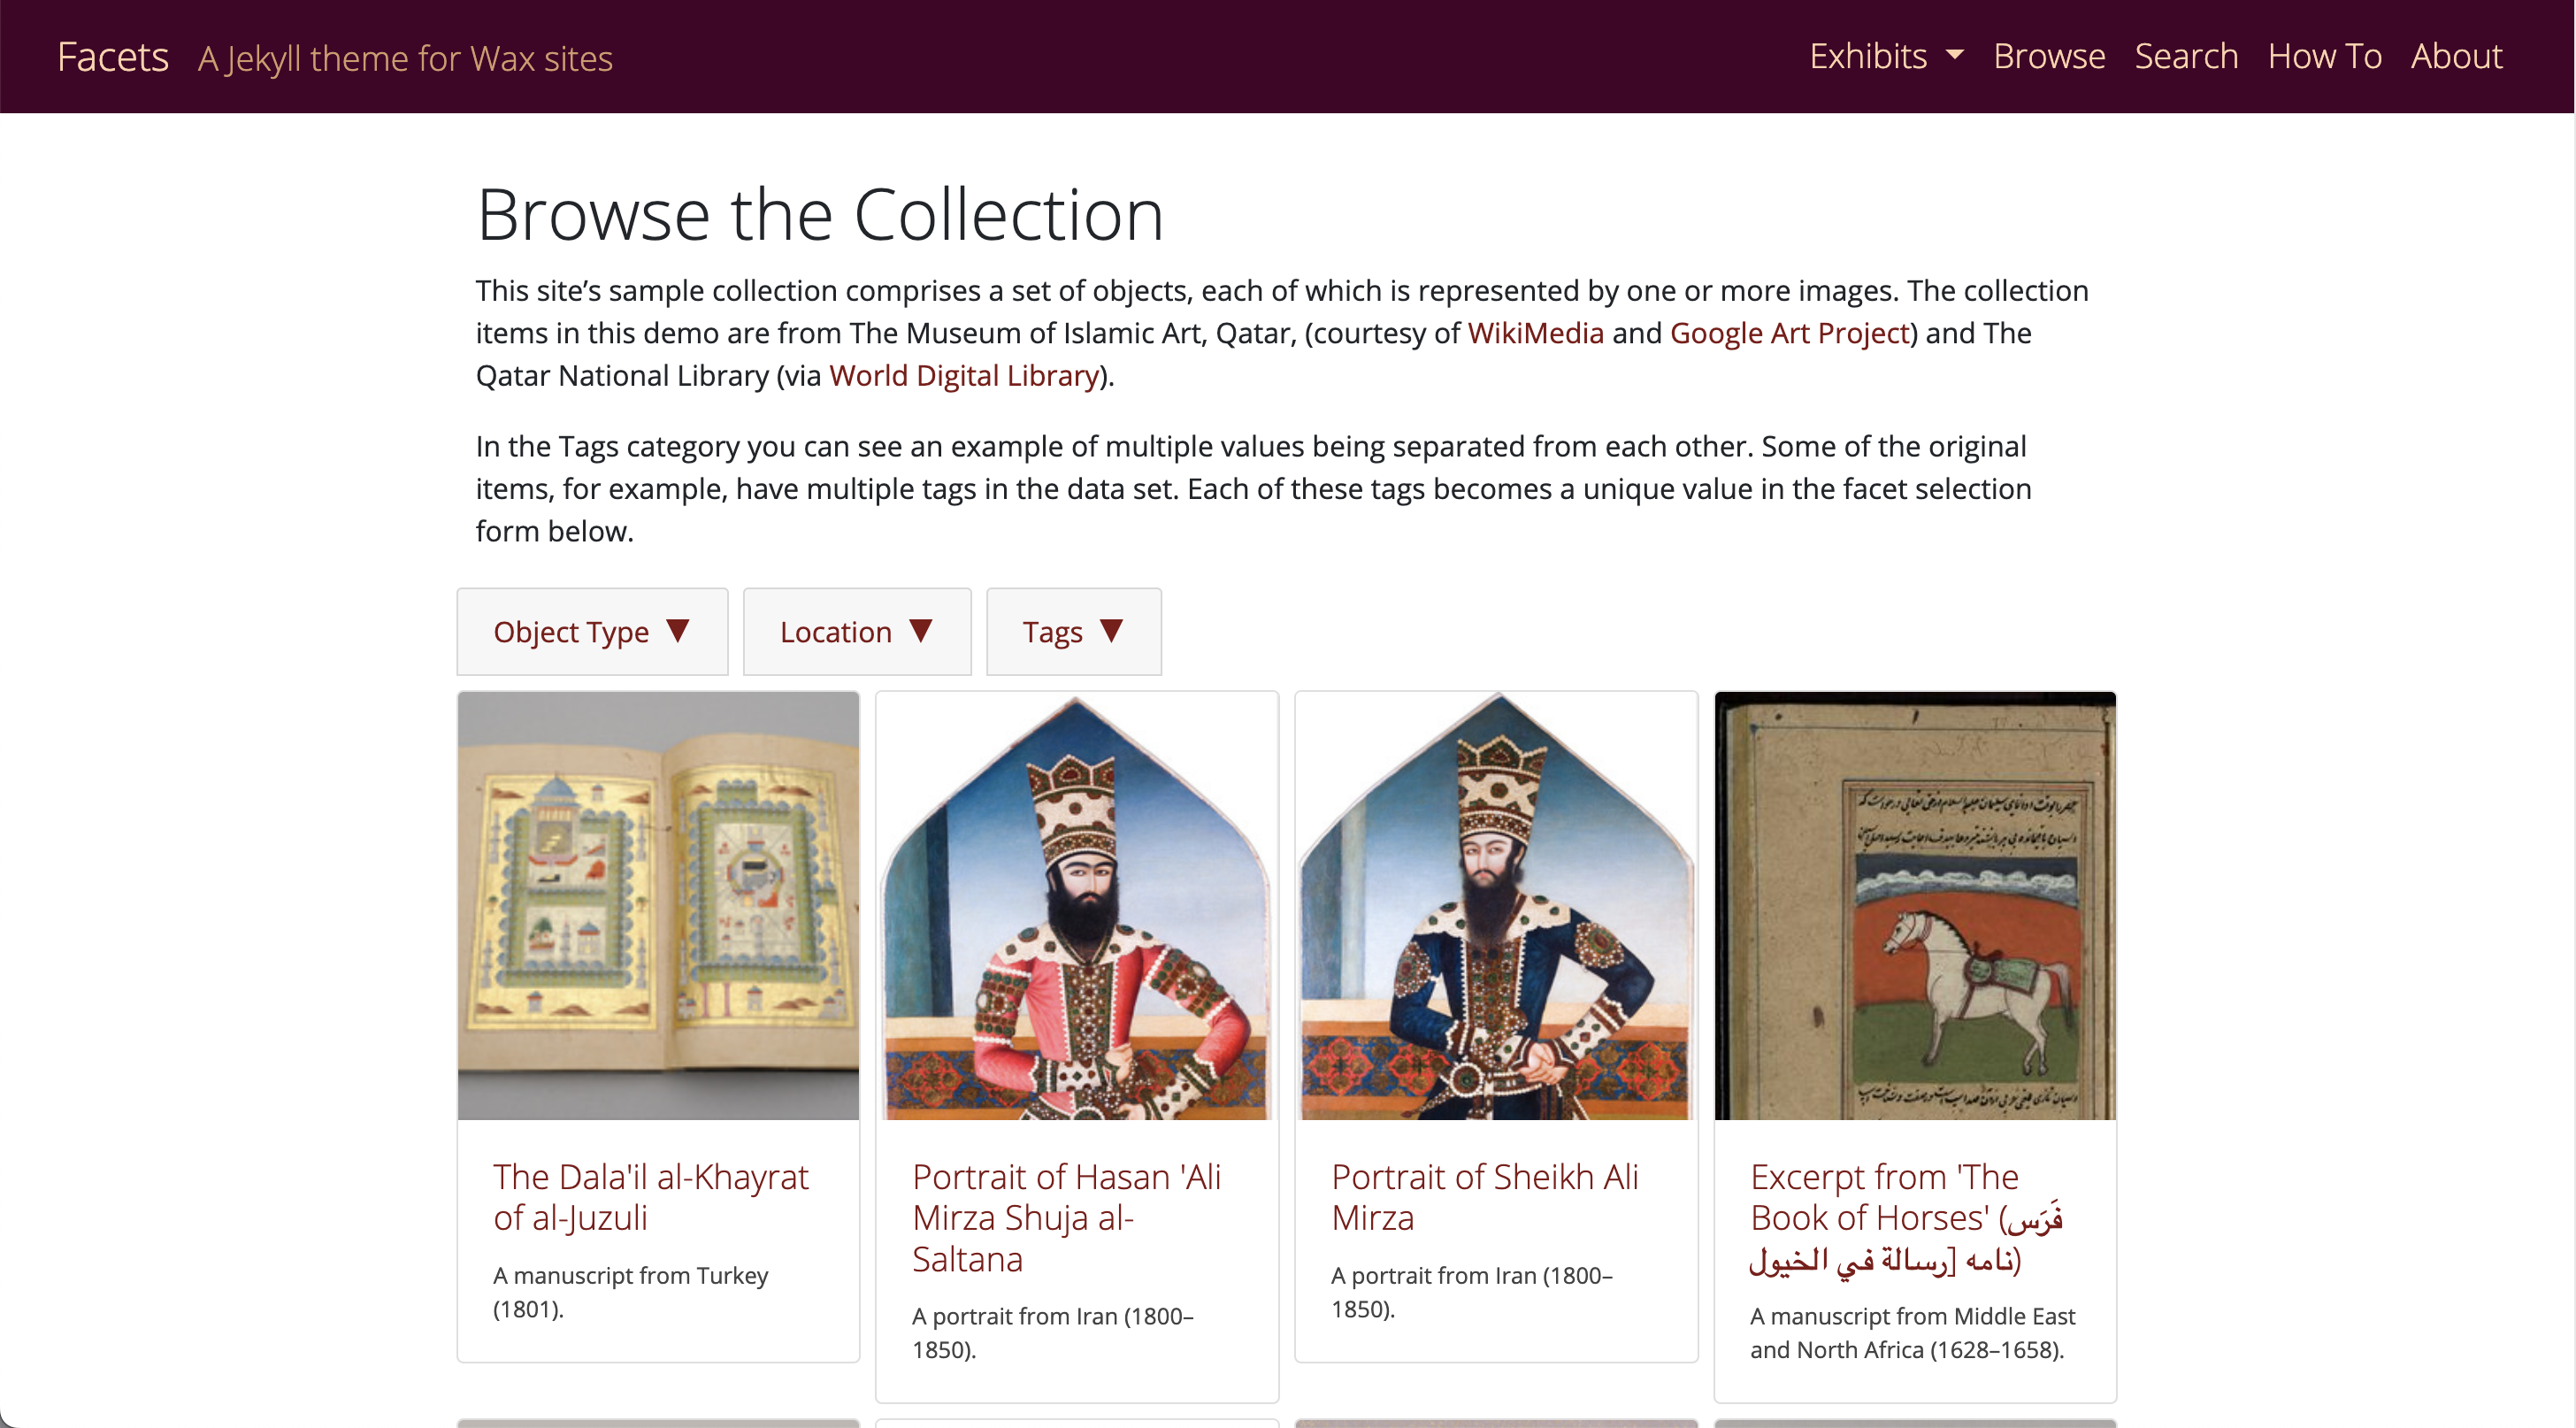 Facets A Jekyll theme for Wax sites
Exhibits Browse Search How To About
Browse the Collection
This site’s sample collection comprises a set of objects, each of which is represented by one or more images. The collection
items in this demo are from The Museum of Islamic Art, Qatar, (courtesy of WikiMedia and Google Art Project) and The
Qatar National Library (via World Digital Library).
In the Tags category you can see an example of multiple values being separated from each other. Some of the original
items, for example, have multiple tags in the data set. Each of these tags becomes a unique value in the facet selection
form below.
Object Type ▼ Location ▼ Tags ▼
The Dala'il al-Khayrat
of al-Juzuli
A manuscript from Turkey
(1801).
Portrait of Hasan 'Ali
Mirza Shuja al-
Saltana
A portrait from Iran (1800–
1850).
Portrait of Sheikh Ali
Mirza
A portrait from Iran (1800–
1850).
Excerpt from 'The
Book of Horses' (فَرَس
نامه [رسالة في الخيول)
A manuscript from Middle East
and North Africa (1628–1658).